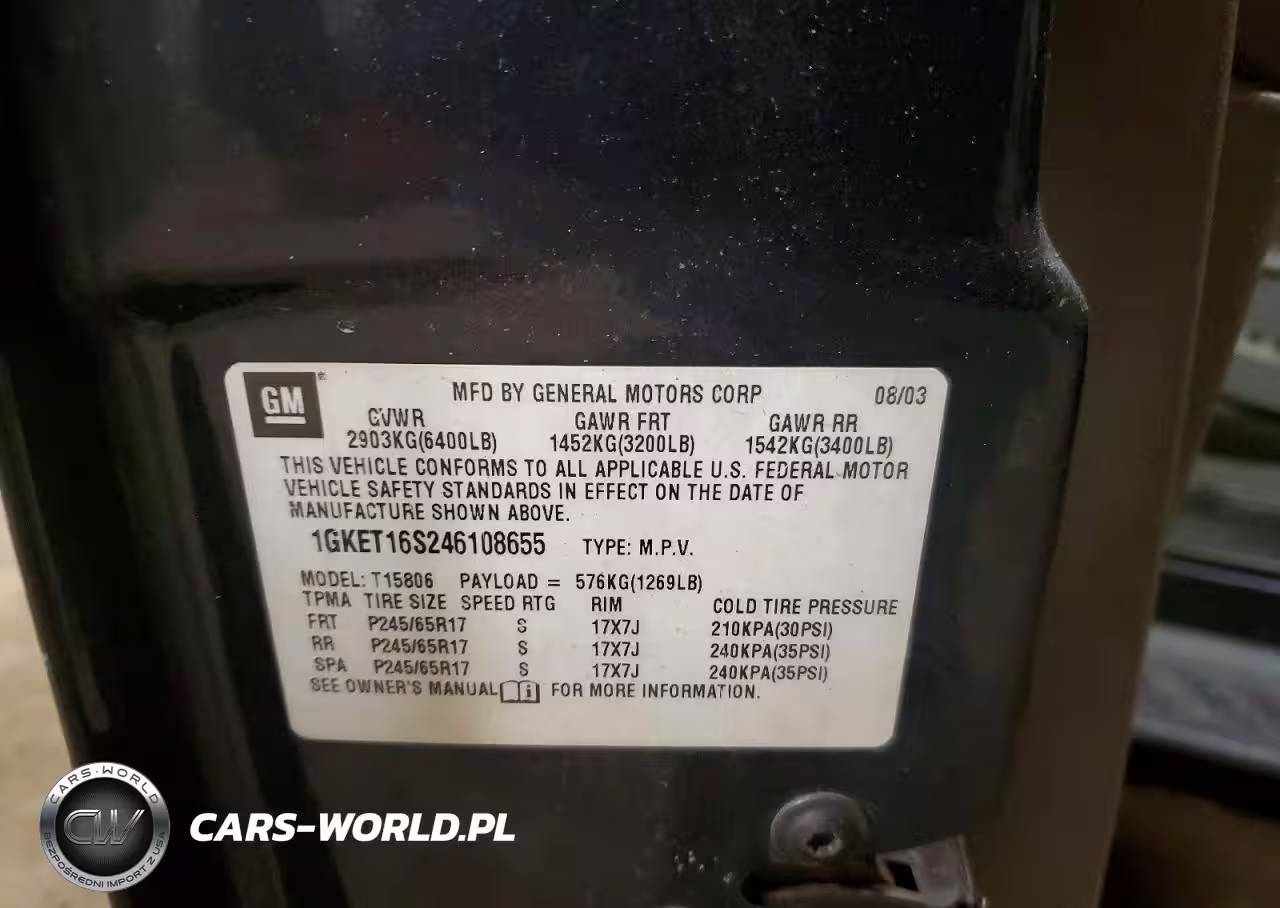 GM
MFD BY GENERAL MOTORS CORP 08/03
GVWR GAWR FRT GAWR RR
2903KG(6400LB) 1452KG(3200LB) 1542KG(3400LB)
THIS VEHICLE CONFORMS TO ALL APPLICABLE U.S. FEDERAL MOTOR
VEHICLE SAFETY STANDARDS IN EFFECT ON THE DATE OF
MANUFACTURE SHOWN ABOVE.
1GKET16S246108655 TYPE: M.P.V.
MODEL: T15806 PAYLOAD = 576KG(1269LB)
TPMA TIRE SIZE SPEED RTG RIM COLD TIRE PRESSURE
FRT P245/65R17 S 17X7J 210KPA(30PSI)
RR P245/65R17 S 17X7J 240KPA(35PSI)
SPA P245/65R17 S 17X7J 240KPA(35PSI)
SEE OWNER'S MANUAL FOR MORE INFORMATION.
CARS-WORLD
CW
BEZPOŚREDNI IMPORT Z USA
CARS-WORLD.PL